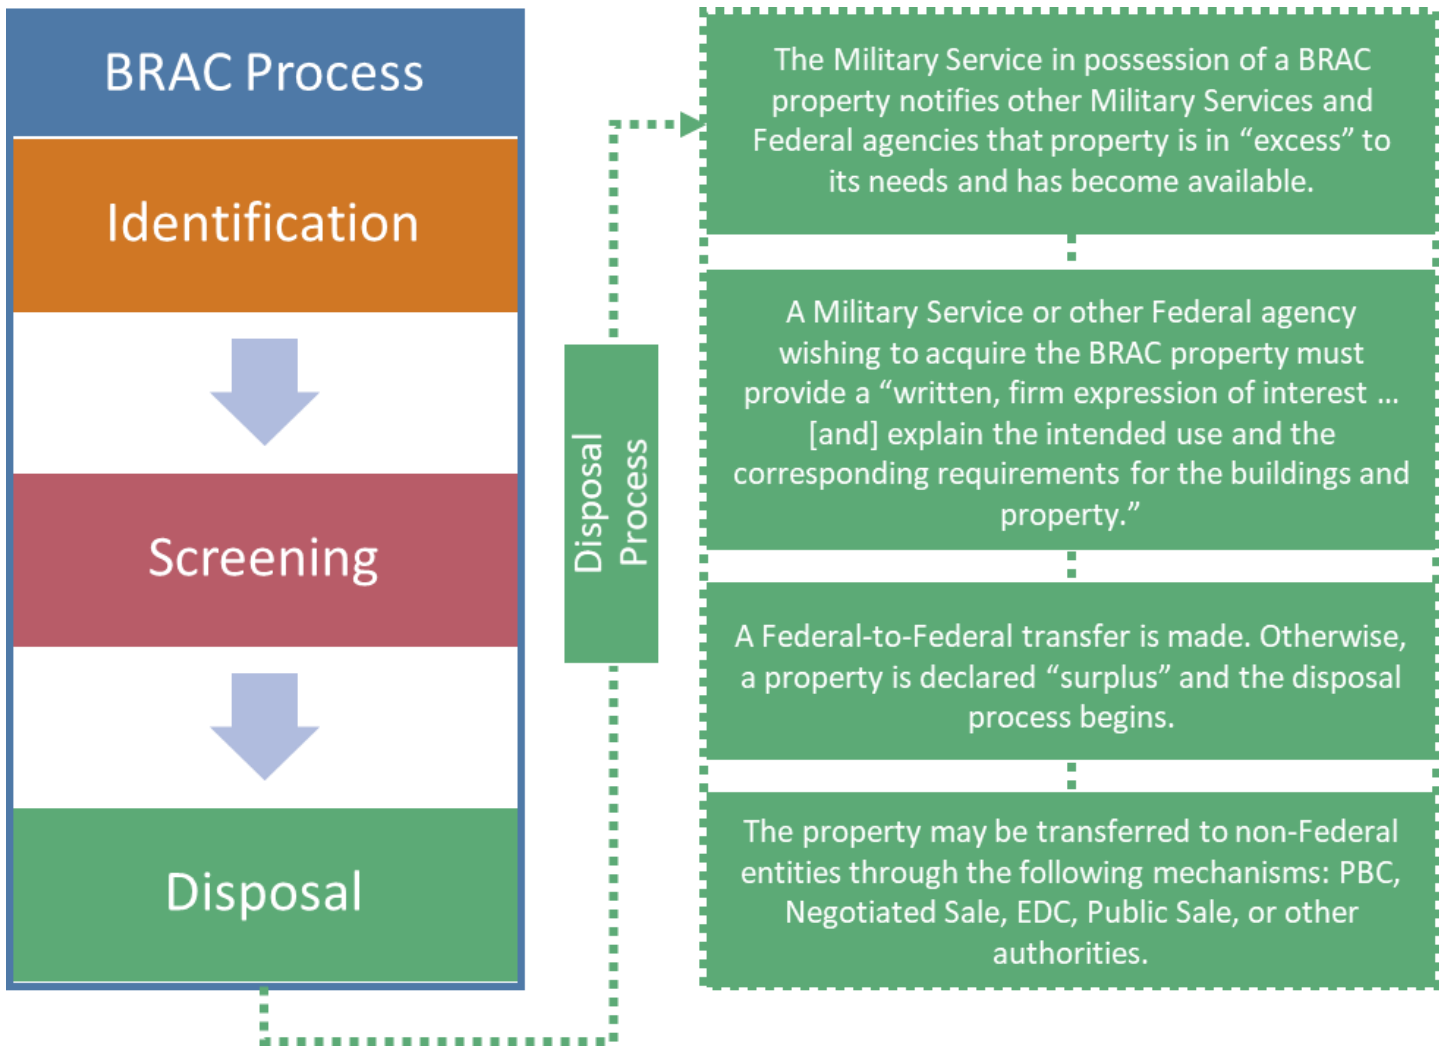 BRAC Process
Identification
Screening
Disposal
Disposal
Process
The Military Service in possession of a BRAC
property notifies other Military Services and
Federal agencies that property is in “excess” to
its needs and has become available.
A Military Service or other Federal agency
wishing to acquire the BRAC property must
provide a “written, firm expression of interest ...
[and] explain the intended use and the
corresponding requirements for the buildings and
property.”
A Federal-to-Federal transfer is made. Otherwise,
a property is declared “surplus” and the disposal
process begins.
The property may be transferred to non-Federal
entities through the following mechanisms: PBC,
Negotiated Sale, EDC, Public Sale, or other
authorities.